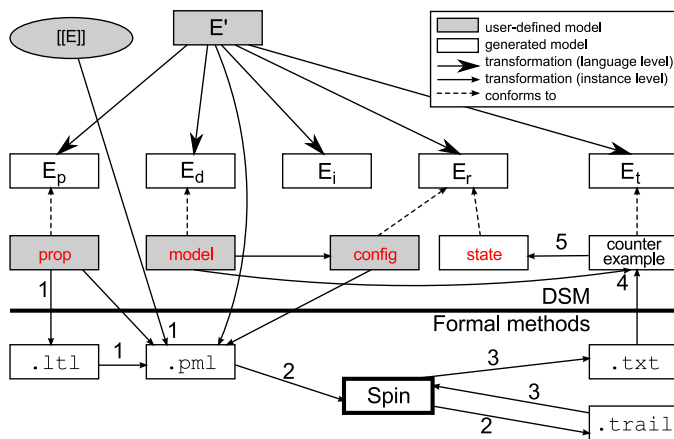 [[E]]
E'
user-defined model
generated model
transformation (language level)
transformation (instance level)
conforms to
Ep
Ed
Ei
Er
Et
prop
model
config
state
5
counter
example
1
4
DSM
1
Formal methods
.ltl
1
.pml
2
Spin
3
.txt
3
2
.trail